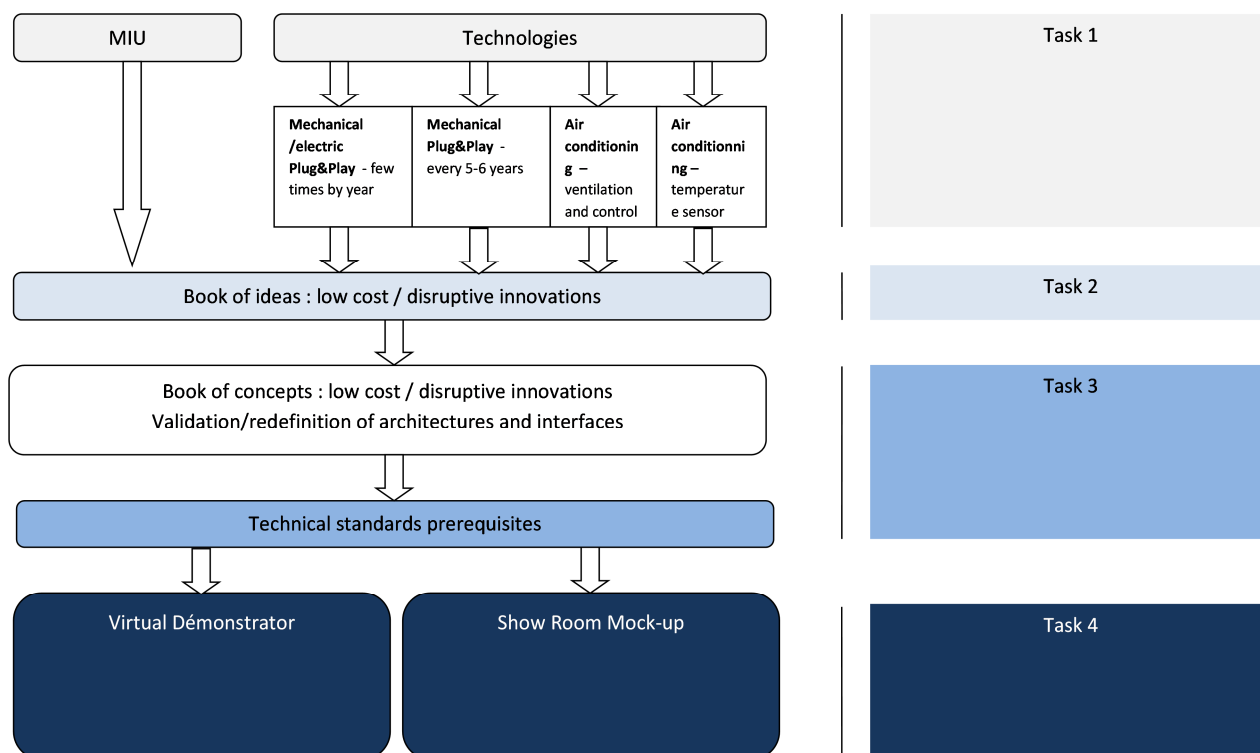 MIU
Technologies
Task 1
Mechanical
/electric
Plug&Play - few
times by year
Mechanical
Plug&Play -
every 5-6 years
Air
conditionin
g –
ventilation
and control
Air
conditionni
ng –
temperatur
e sensor
Book of ideas : low cost / disruptive innovations
Task 2
Book of concepts : low cost / disruptive innovations
Validation/redefinition of architectures and interfaces
Task 3
Technical standards prerequisites
Virtual Démonstrator
Show Room Mock-up
Task 4